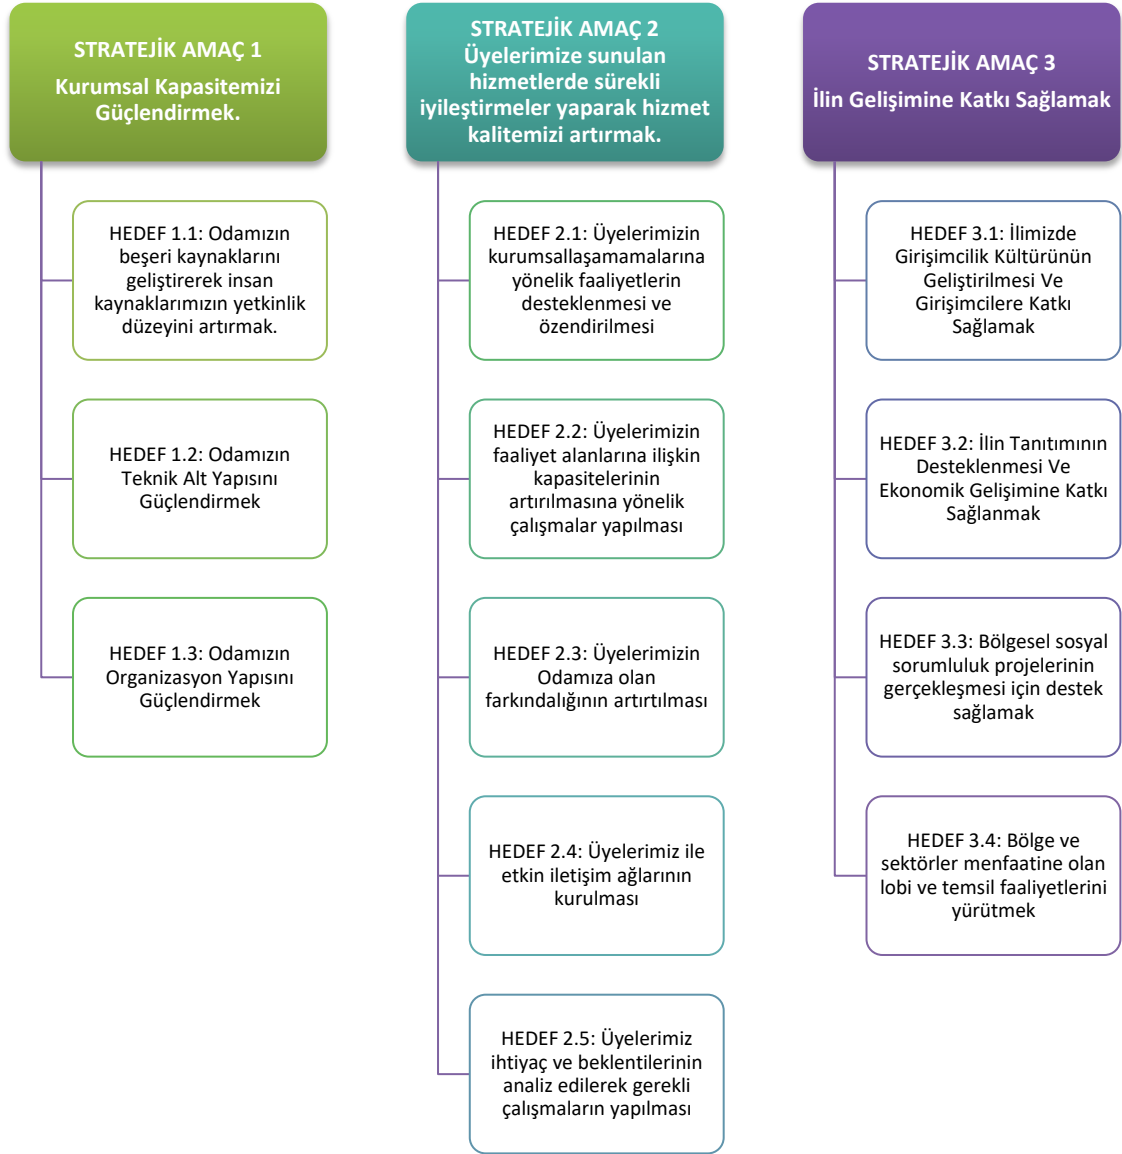 STRATEJİK AMAÇ 1
Kurumsal Kapasitemizi
Güçlendirmek.
HEDEF 1.1: Odamızın
beşeri kaynaklarını
geliştirerek insan
kaynaklarımızın yetkinlik
düzeyini artırmak.
HEDEF 1.2: Odamızın
Teknik Alt Yapısını
Güçlendirmek
HEDEF 1.3: Odamızın
Organizasyon Yapısını
Güçlendirmek
STRATEJİK AMAÇ 2
Üyelerimize sunulan
hizmetlerde sürekli
iyileştirmeler yaparak hizmet
kalitemizi artırmak.
HEDEF 2.1: Üyelerimizin
kurumsallaşamamalarına
yönelik faaliyetlerin
desteklenmesi ve
özendirilmesi
HEDEF 2.2: Üyelerimizin
faaliyet alanlarına ilişkin
kapasitelerinin
artırılmasına yönelik
çalışmalar yapılması
HEDEF 2.3: Üyelerimizin
Odamıza olan
farkındalığının artırtılması
HEDEF 2.4: Üyelerimiz ile
etkin iletişim ağlarının
kurulması
HEDEF 2.5: Üyelerimiz
ihtiyaç ve beklentilerinin
analiz edilerek gerekli
çalışmaların yapılması
STRATEJİK AMAÇ 3
İlin Gelişimine Katkı Sağlamak
HEDEF 3.1: İlimizde
Girişimcilik Kültürünün
Geliştirilmesi Ve
Girişimcilere Katkı
Sağlamak
HEDEF 3.2: İlin Tanıtımının
Desteklenmesi Ve
Ekonomik Gelişimine Katkı
Sağlanmak
HEDEF 3.3: Bölgesel sosyal
sorumluluk projelerinin
gerçekleşmesi için destek
sağlamak
HEDEF 3.4: Bölge ve
sektörler menfaatine olan
lobi ve temsil faaliyetlerini
yürütmek